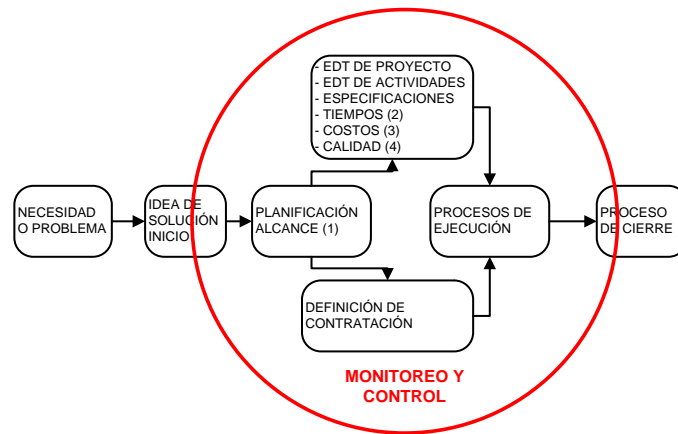 - EDT DE PROYECTO
- EDT DE ACTIVIDADES
- ESPECIFICACIONES
- TIEMPOS (2)
- COSTOS (3)
- CALIDAD (4)
NECESIDAD
O PROBLEMA
IDEA DE
SOLUCIÓN
INICIO
PLANIFICACIÓN
ALCANCE (1)
PROCESOS DE
EJECUCIÓN
PROCESO
DE CIERRE
DEFINICIÓN DE
CONTRATACIÓN
MONITOREO Y
CONTROL